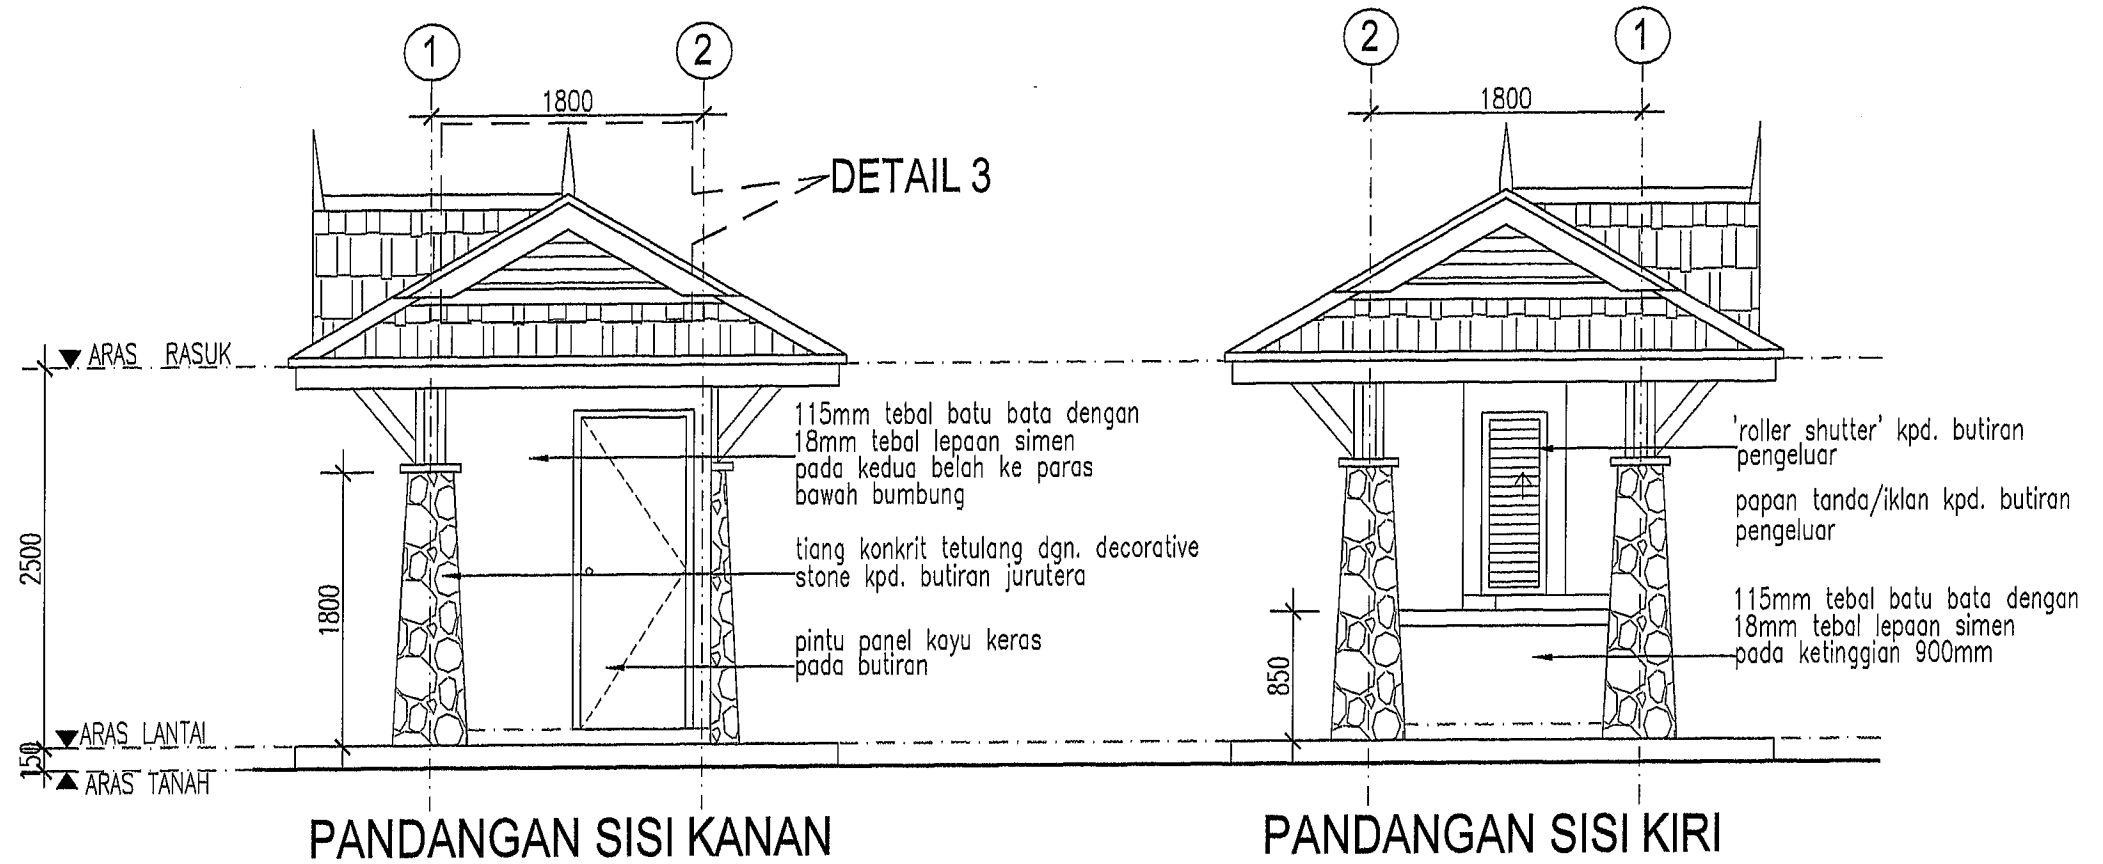 1
2
1800
DETAIL 3
ARAS RASUK
115mm tebal batu bata dengan
18mm tebal lepaan simen
pada kedua belah ke paras
bawah bumbung
tiang konkrit tetulang dgn. decorative
stone kpd. butiran jurutera
pintu panel kayu keras
pada butiran
2500
1800
ARAS LANTAI
150
ARAS TANAH
PANDANGAN SISI KANAN
2
1
1800
'roller shutter' kpd. butiran
pengeluar
papan tanda/iklan kpd. butiran
pengeluar
115mm tebal batu bata dengan
18mm tebal lepaan simen
pada ketinggian 900mm
850
PANDANGAN SISI KIRI